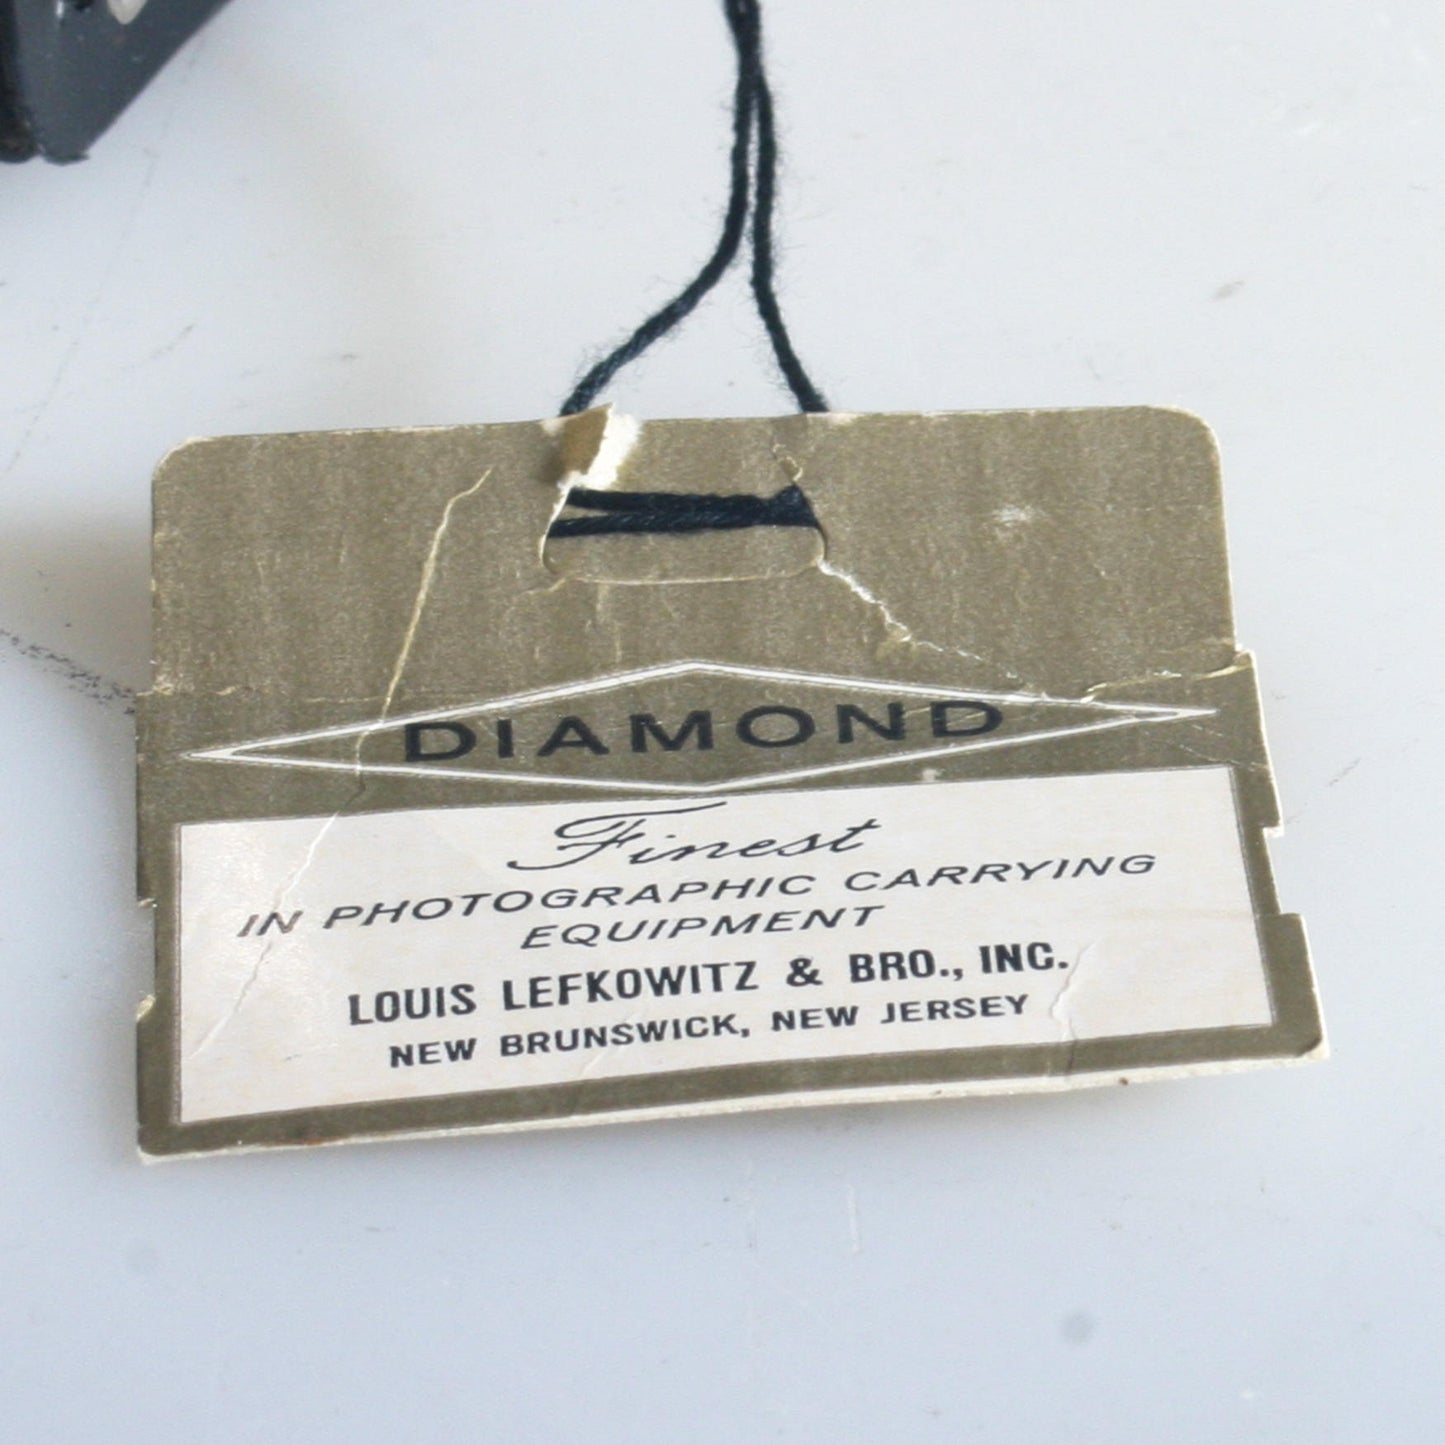 DIAMOND
Finest
IN PHOTOGRAPHIC CARRYING
EQUIPMENT
LOUIS LEFKOWITZ & BRO., INC.
NEW BRUNSWICK, NEW JERSEY